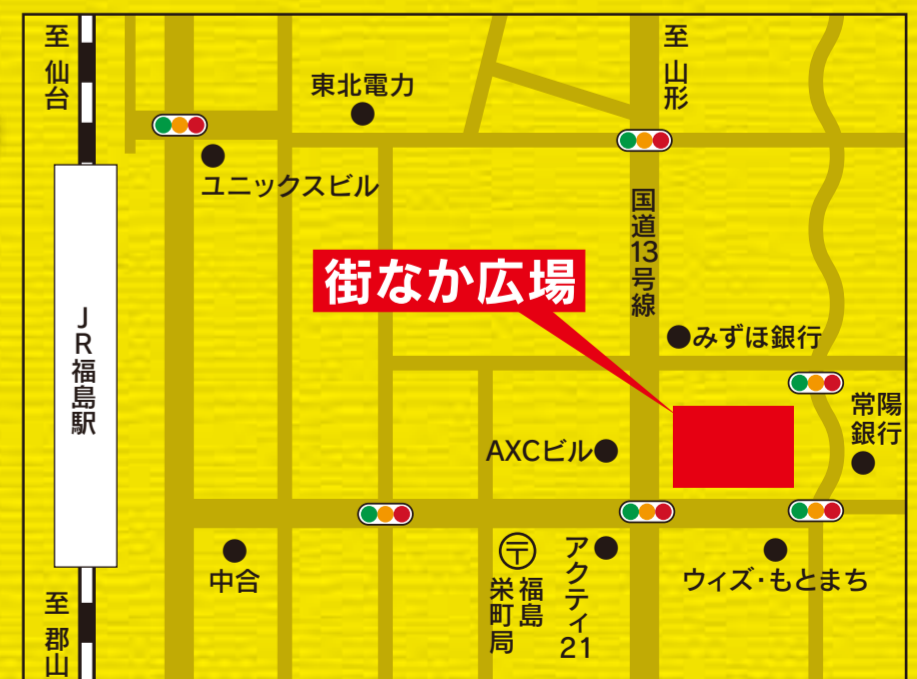 至 仙台
東北電力
至 山形
ユニックスビル
国道13号線
街なか広場
みずほ銀行
JR福島駅
常陽
銀行
AXCビル
中合
〒
福島
栄町局
アクティ21
ウィズ・もとまち
至 郡山